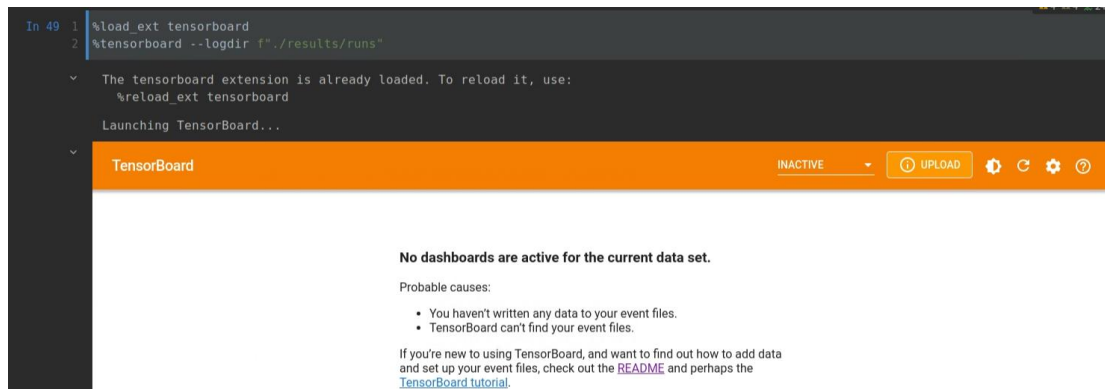 In 49 1 %load_ext tensorboard
2 %tensorboard --logdir f"./results/runs"
The tensorboard extension is already loaded. To reload it, use:
%reload_ext tensorboard
Launching TensorBoard...
TensorBoard INACTIVE UPLOAD
No dashboards are active for the current data set.
Probable causes:
• You haven't written any data to your event files.
• TensorBoard can't find your event files.
If you're new to using TensorBoard, and want to find out how to add data
and set up your event files, check out the README and perhaps the
TensorBoard tutorial.